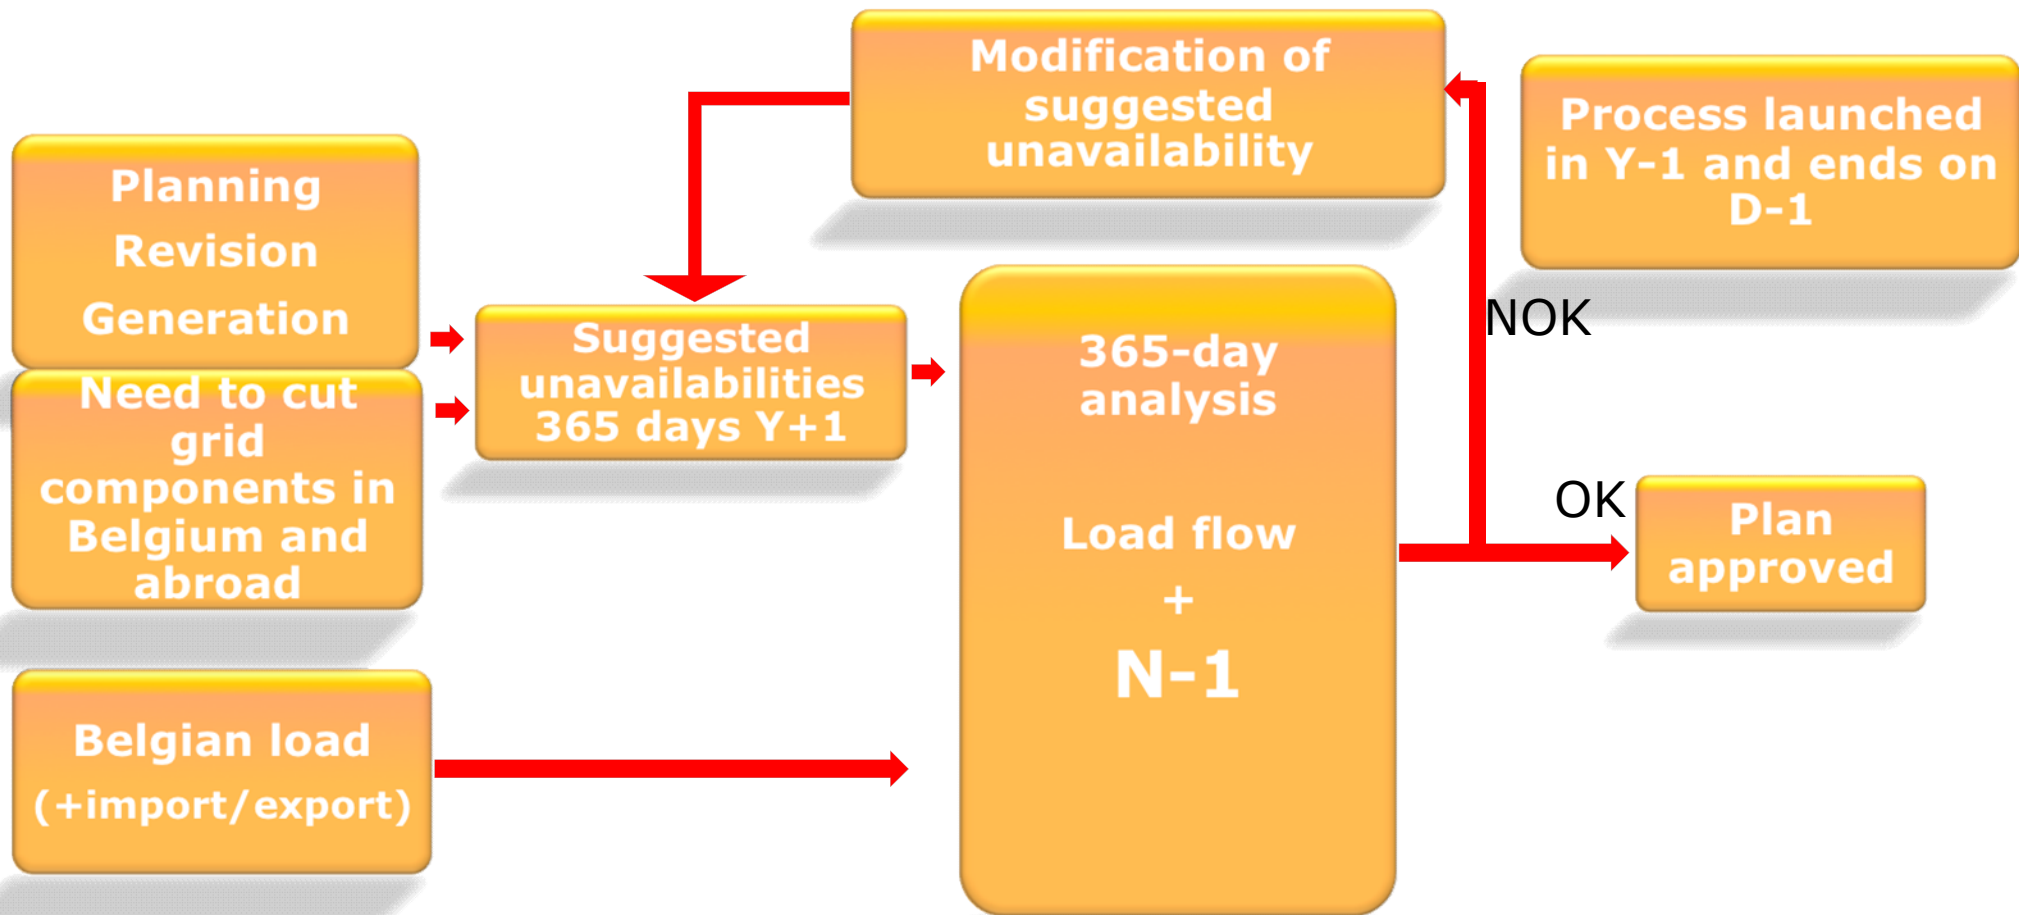 Modification of
suggested
unavailability
Process launched
in Y-1 and ends on
D-1
Planning
Revision
Generation
Need to cut
grid
components in
Belgium and
abroad
Suggested
unavailabilities
365 days Y+1
365-day
analysis
Load flow
+
N-1
NOK
OK
Plan
approved
Belgian load
(+import/export)